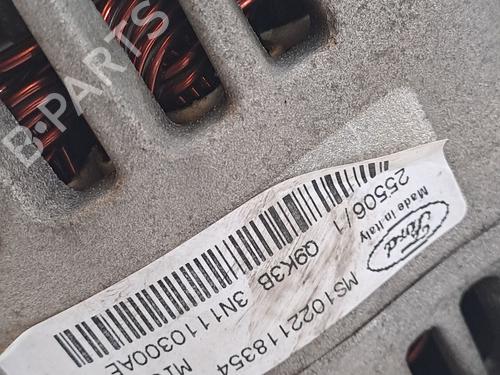 B-PARTS
Ford
Made in Italy
25506/1
Q9K3B 3N1110300AE
MS1022118354